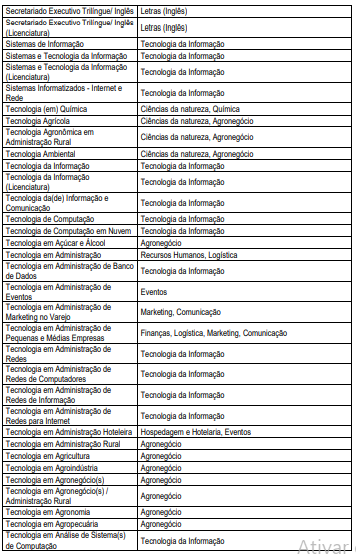 Secretariado Executivo Trilíngue/ Inglês Letras (Inglês)
Secretariado Executivo Trilíngue/ Inglês
(Licenciatura) Letras (Inglês)
Sistemas de Informação Tecnologia da Informação
Sistemas e Tecnologia da Informação Tecnologia da Informação
Sistemas e Tecnologia da Informação
(Licenciatura) Tecnologia da Informação
Sistemas Informatizados - Internet e
Rede Tecnologia da Informação
Tecnologia (em) Química Ciências da natureza, Química
Tecnologia Agrícola Ciências da natureza, Agronegócio
Tecnologia Agronômica em
Administração Rural Ciências da natureza, Agronegócio
Tecnologia Ambiental Ciências da natureza, Agronegócio
Tecnologia da Informação Tecnologia da Informação
Tecnologia da Informação
(Licenciatura) Tecnologia da Informação
Tecnologia da(de) Informação e
Comunicação Tecnologia da Informação
Tecnologia de Computação Tecnologia da Informação
Tecnologia de Computação em Nuvem Tecnologia da Informação
Tecnologia em Açúcar e Álcool Agronegócio
Tecnologia em Administração Recursos Humanos, Logística
Tecnologia em Administração de Banco
de Dados Tecnologia da Informação
Tecnologia em Administração de
Eventos Eventos
Tecnologia em Administração de
Marketing no Varejo Marketing, Comunicação
Tecnologia em Administração de
Pequenas e Médias Empresas Finanças, Logística, Marketing, Comunicação
Tecnologia em Administração de
Redes Tecnologia da Informação
Tecnologia em Administração de
Redes de Computadores Tecnologia da Informação
Tecnologia em Administração de
Redes de Informação Tecnologia da Informação
Tecnologia em Administração de
Redes para Internet Tecnologia da Informação
Tecnologia em Administração Hoteleira Hospedagem e Hotelaria, Eventos
Tecnologia em Administração Rural Agronegócio
Tecnologia em Agricultura Agronegócio
Tecnologia em Agroindústria Agronegócio
Tecnologia em Agronegócio(s) Agronegócio
Tecnologia em Agronegócio(s) /
Administração Rural Agronegócio
Tecnologia em Agronomia Agronegócio
Tecnologia em Agropecuária Agronegócio
Tecnologia em Análise de Sistema(s)
de Computação Tecnologia da Informação
Ativar